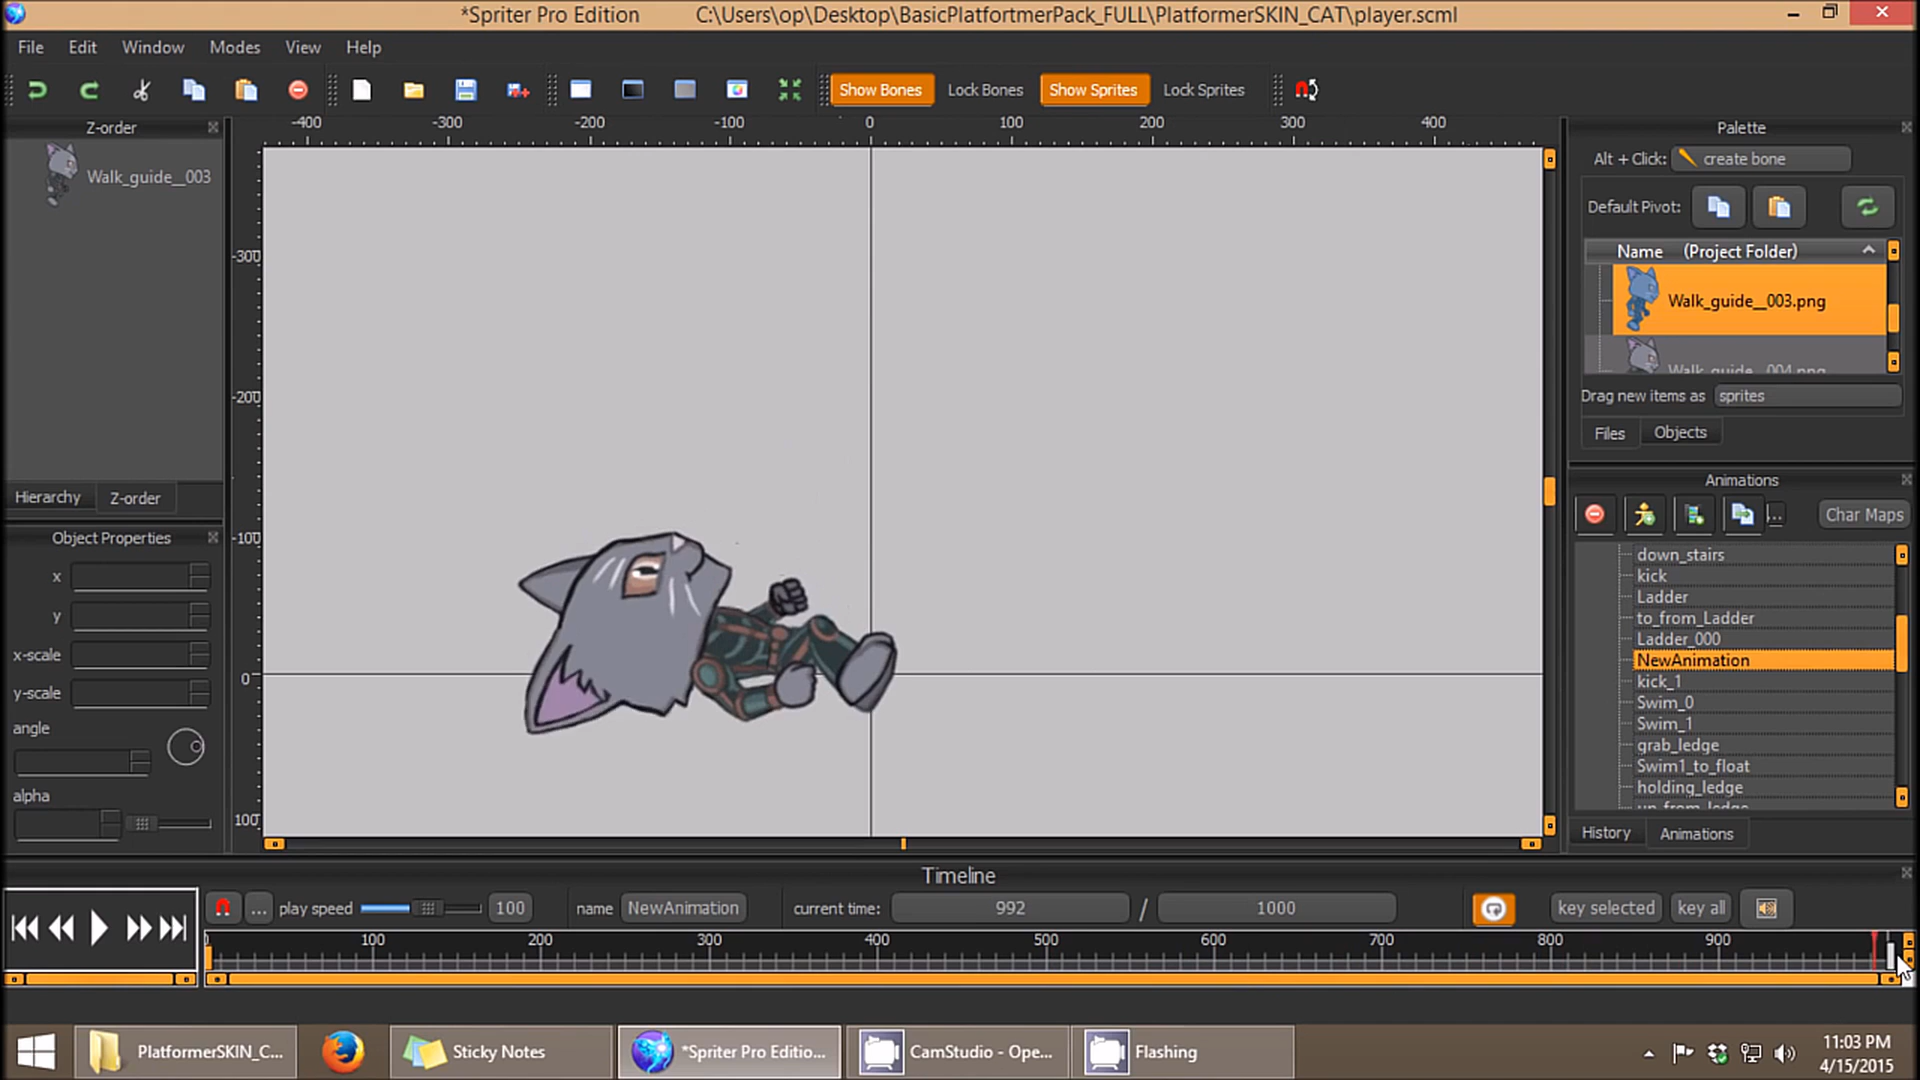 *Spriter Pro Edition C:\Users\op\Desktop\BasicPlatfortmerPack_FULL\PlatformerSKIN_CAT\player.scml
File Edit Window Modes View Help
Show Bones Lock Bones Show Sprites Lock Sprites
Z-order
Walk_guide__003
Hierarchy Z-order
Object Properties
x
y
x-scale
y-scale
angle
alpha
-400 -300 -200 -100 0 100 200 300 400
-300
-200
-100
0
100
Palette
Alt + Click: create bone
Default Pivot:
Name (Project Folder)
Walk_guide__003.png
Walk_guide__004.png
Drag new items as sprites
Files Objects
Animations
... Char Maps
down_stairs
kick
Ladder
to_from_Ladder
Ladder_000
NewAnimation
kick_1
Swim_0
Swim_1
grab_ledge
Swim1_to_float
holding_ledge
up_from_ledge
History Animations
Timeline
... play speed 100 name NewAnimation current time: 992 / 1000 key selected key all
100 200 300 400 500 600 700 800 900
PlatformerSKIN_C... Sticky Notes *Spriter Pro Editio... CamStudio - Ope... Flashing
11:03 PM
4/15/2015